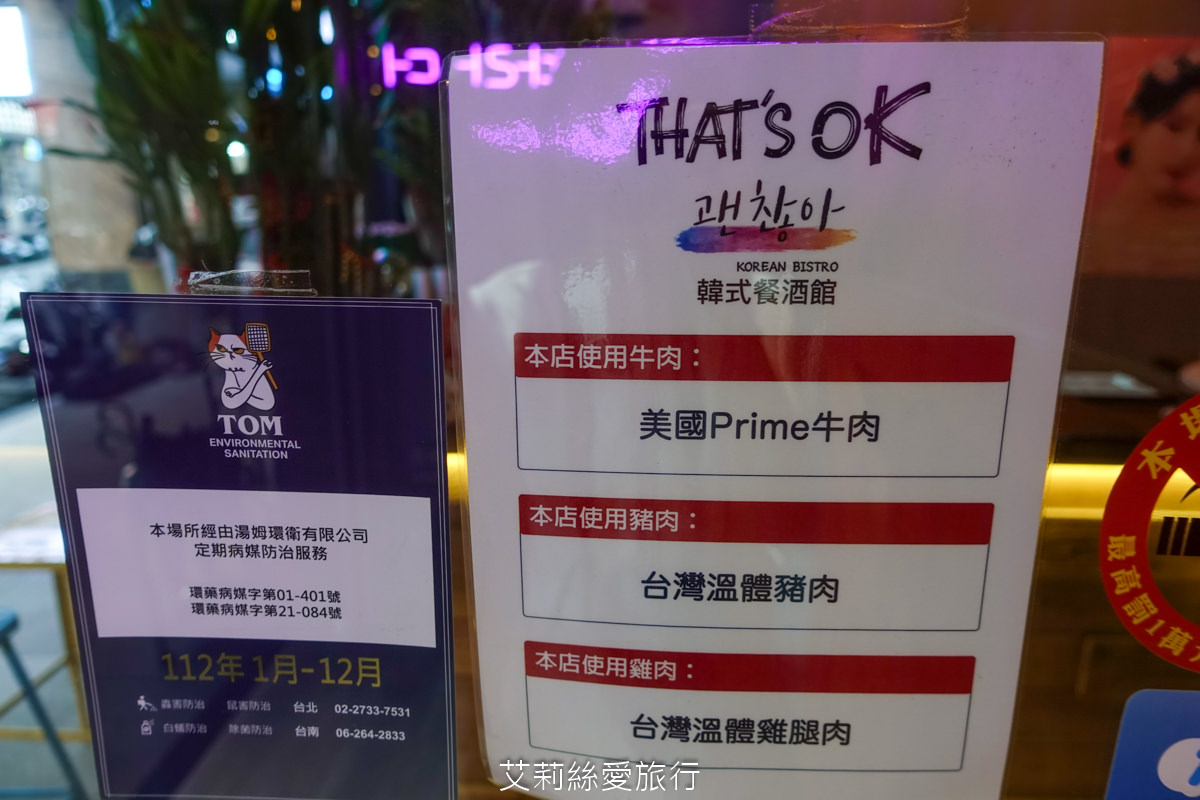 THAT'S OK
괜찮아
KOREAN BISTRO
韓式餐酒館
本店使用牛肉：
美國Prime牛肉
本店使用豬肉：
台灣溫體豬肉
本店使用雞肉：
台灣溫體雞腿肉
TOM
ENVIRONMENTAL
SANITATION
本場所經由湯姆環衛有限公司
定期病媒防治服務
環藥病媒字第01-401號
環藥病媒字第21-084號
112年 1月-12月
蟲害防治 鼠害防治 台北 02-2733-7531
白蟻防治 除菌防治 台南 06-264-2833
本場
最高罰1萬
艾莉絲愛旅行